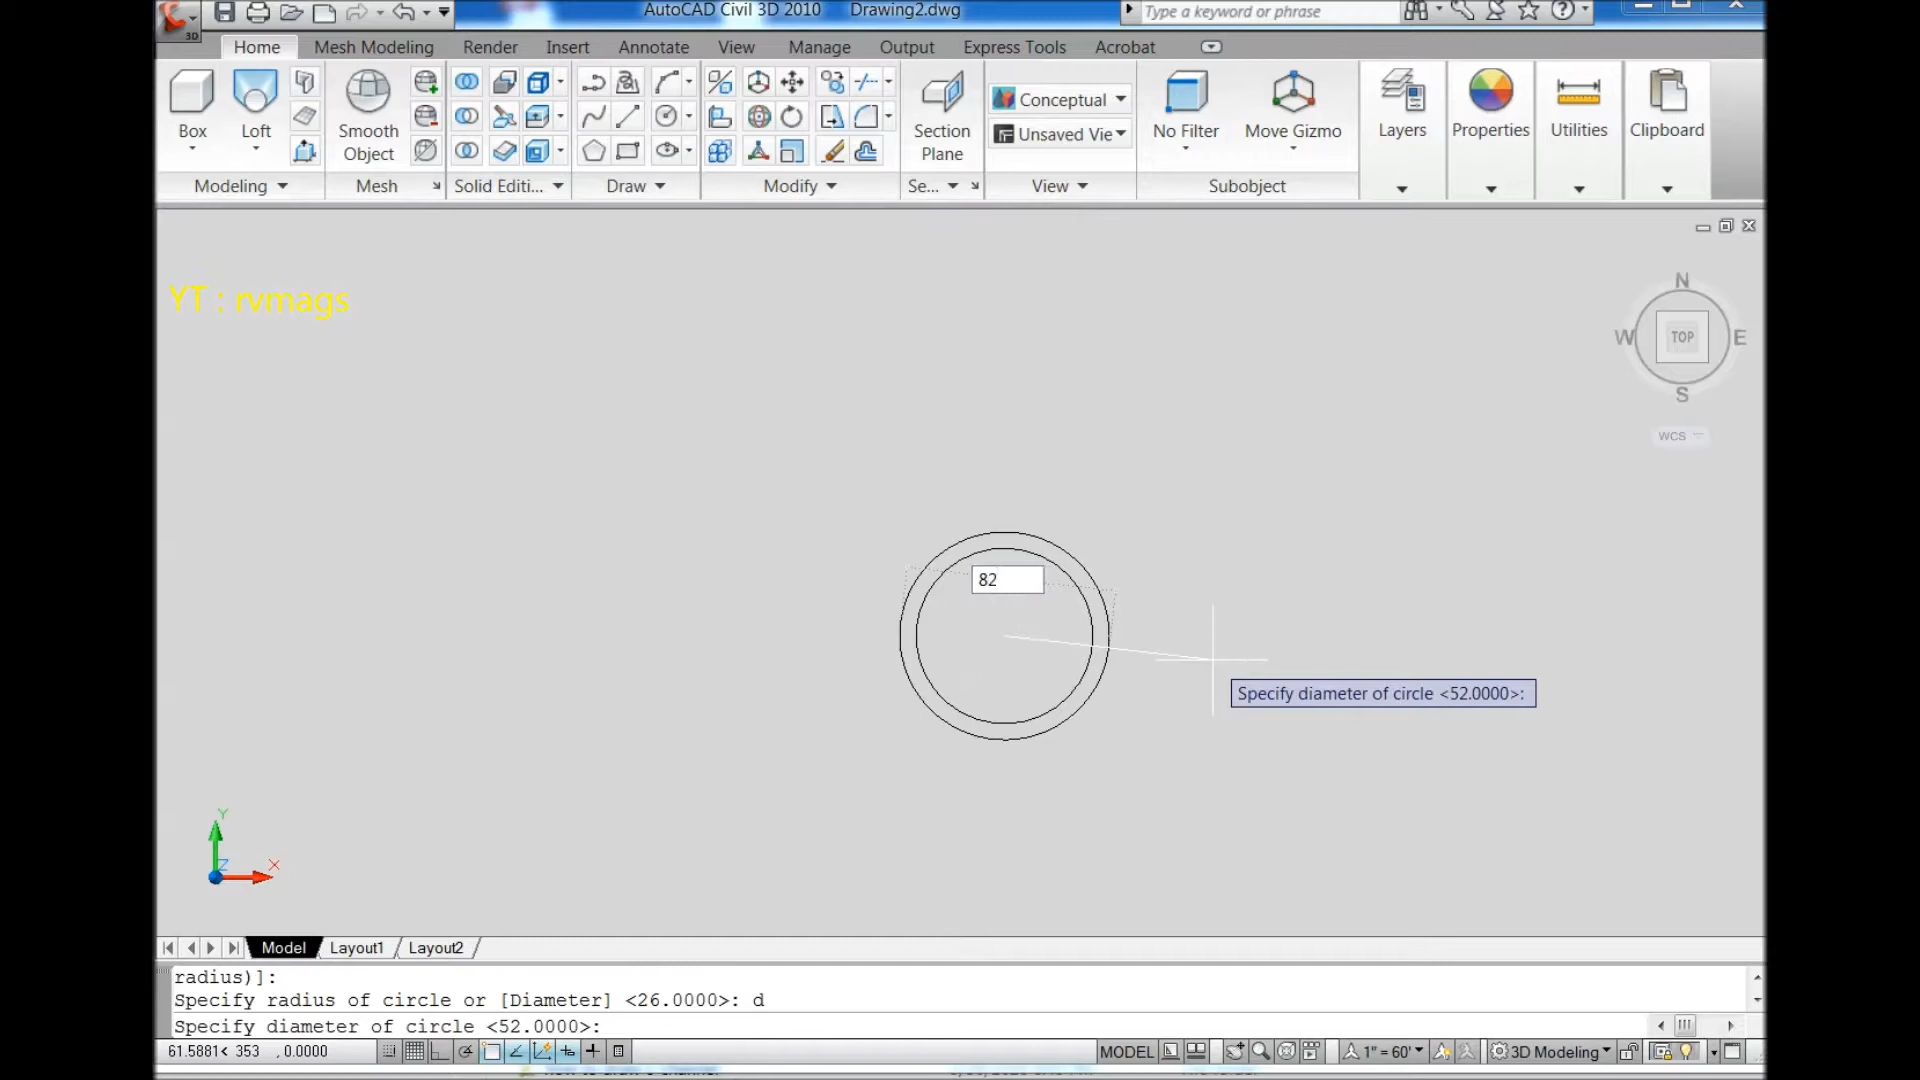 AutoCAD Civil 3D 2010 Drawing2.dwg
Type a keyword or phrase
3D
Home Mesh Modeling Render Insert Annotate View Manage Output Express Tools Acrobat
Box
Loft
Smooth Object
Section Plane
Conceptual
Unsaved Vie
No Filter
Move Gizmo
Layers
Properties
Utilities
Clipboard
Modeling Mesh Solid Editi... Draw Modify Se... View Subobject
YT : rvmags
N
W TOP E
S
WCS
82
Specify diameter of circle <52.0000>:
Y
Z X
Model Layout1 Layout2
radius)]:
Specify radius of circle or [Diameter] <26.0000>: d
Specify diameter of circle <52.0000>:
61.5881< 353 , 0.0000 MODEL 1" = 60' 3D Modeling